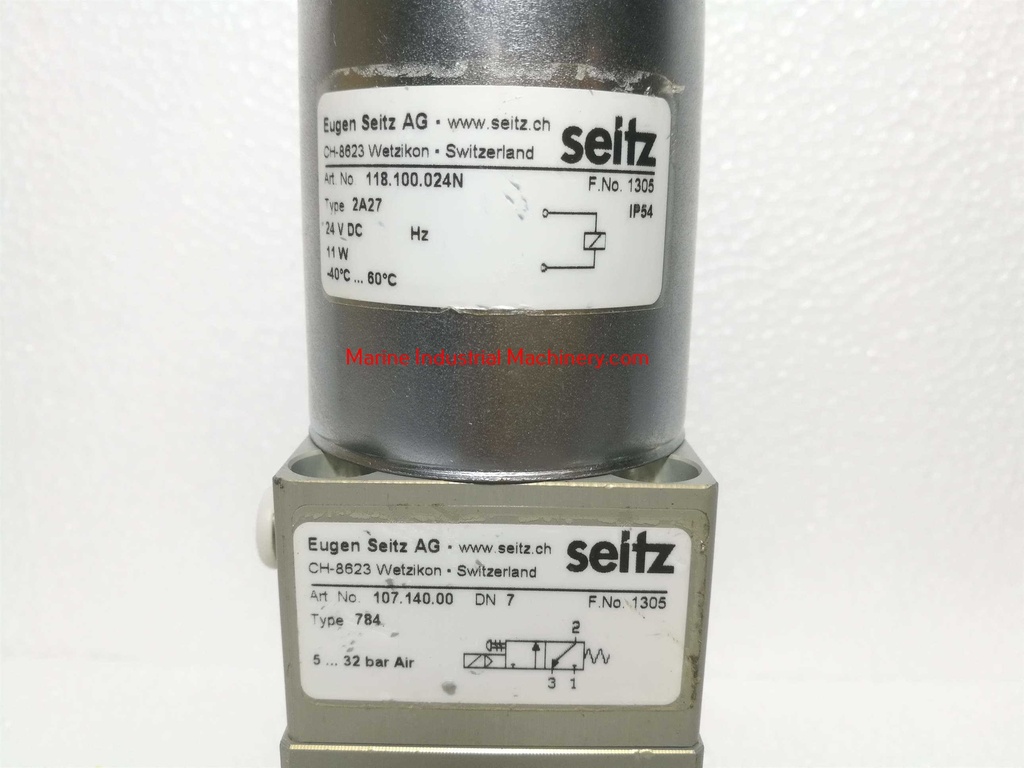 Eugen Seitz AG • www.seitz.ch
CH-8623 Wetzikon • Switzerland
seitz
Art. No. 118.100.024N F.No. 1305
Type 2A27 IP54
24 V DC Hz
11 W
-40°C ... 60°C
Marine Industrial Machinery.com
Eugen Seitz AG • www.seitz.ch
CH-8623 Wetzikon • Switzerland
seitz
Art. No. 107.140.00 DN 7 F.No. 1305
Type 784
2
5 ... 32 bar Air
3 1